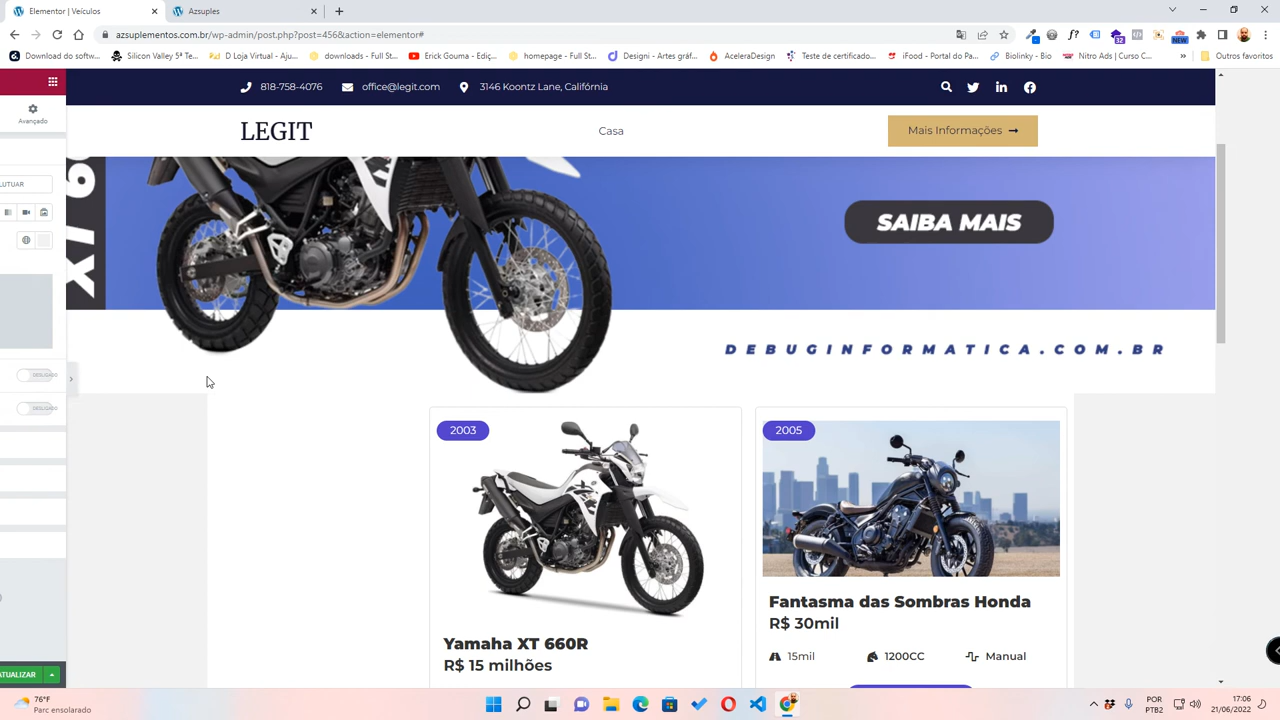 Elementor | Veículos
Azsuples
azsuplementos.com.br/wp-admin/post.php?post=456&action=elementor#
Download do softw...
Silicon Valley 5ª Te...
D Loja Virtual - Aju...
downloads - Full St...
Erick Gouma - Ediç...
homepage - Full St...
Designi - Artes gráf...
AceleraDesign
Teste de certificado...
iFood - Portal do Pa...
Biolinky - Bio
Nitro Ads | Curso C...
Outros favoritos
32
NEW
818-758-4076
office@legit.com
3146 Koontz Lane, Califórnia
Avançado
LEGIT
Casa
Mais Informações
LUTUAR
SAIBA MAIS
DEBUGINFORMATICA.COM.BR
DESLIGADO
DESLIGADO
2003
2005
Fantasma das Sombras Honda
R$ 30mil
Yamaha XT 660R
R$ 15 milhões
15mil
1200CC
Manual
ATUALIZAR
76°F
Parc ensolarado
POR
PTB2
17:06
21/06/2022